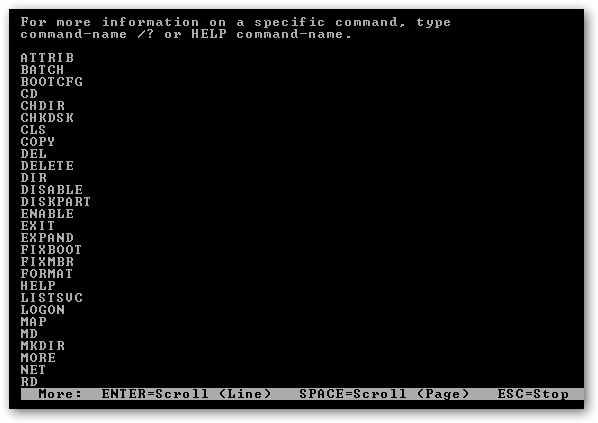 For more information on a specific command, type
command-name /? or HELP command-name.
ATTRIB
BATCH
BOOTCFG
CD
CHDIR
CHKDSK
CLS
COPY
DEL
DELETE
DIR
DISABLE
DISKPART
ENABLE
EXIT
EXPAND
FIXBOOT
FIXMBR
FORMAT
HELP
LISTSVC
LOGON
MAP
MD
MKDIR
MORE
NET
RD
More: ENTER=Scroll (Line) SPACE=Scroll (Page) ESC=Stop